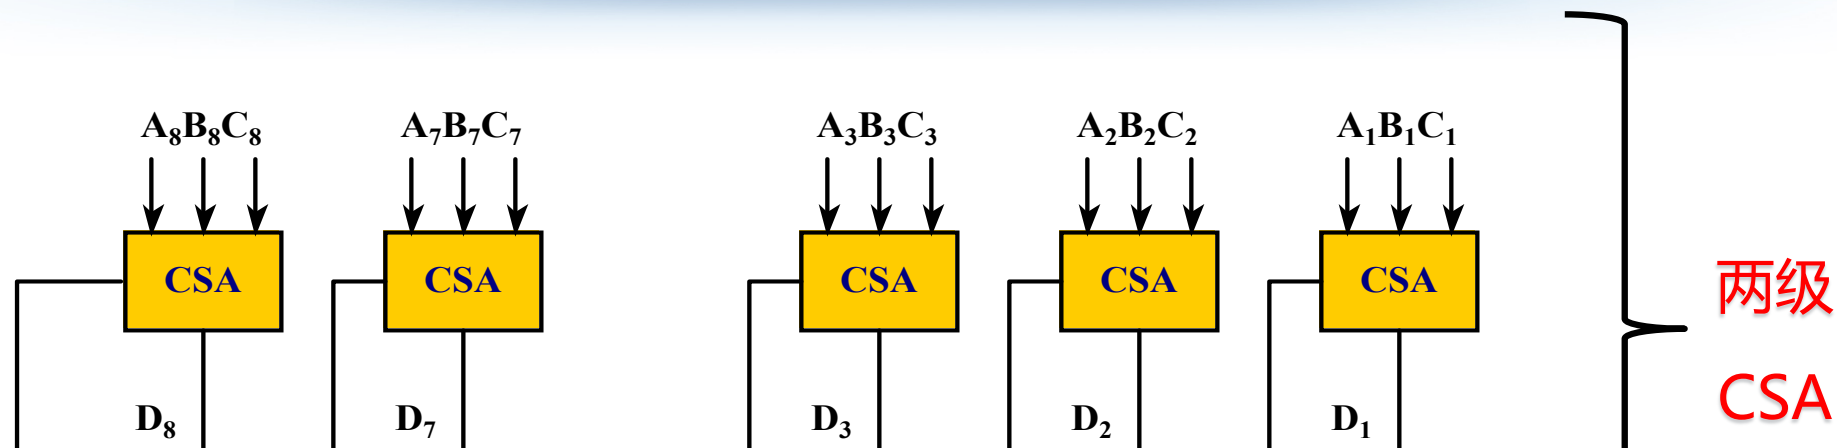 A₈B₈C₈ A₇B₇C₇ A₃B₃C₃ A₂B₂C₂ A₁B₁C₁
CSA CSA CSA CSA CSA
两级
CSA
D₈ D₇ D₃ D₂ D₁